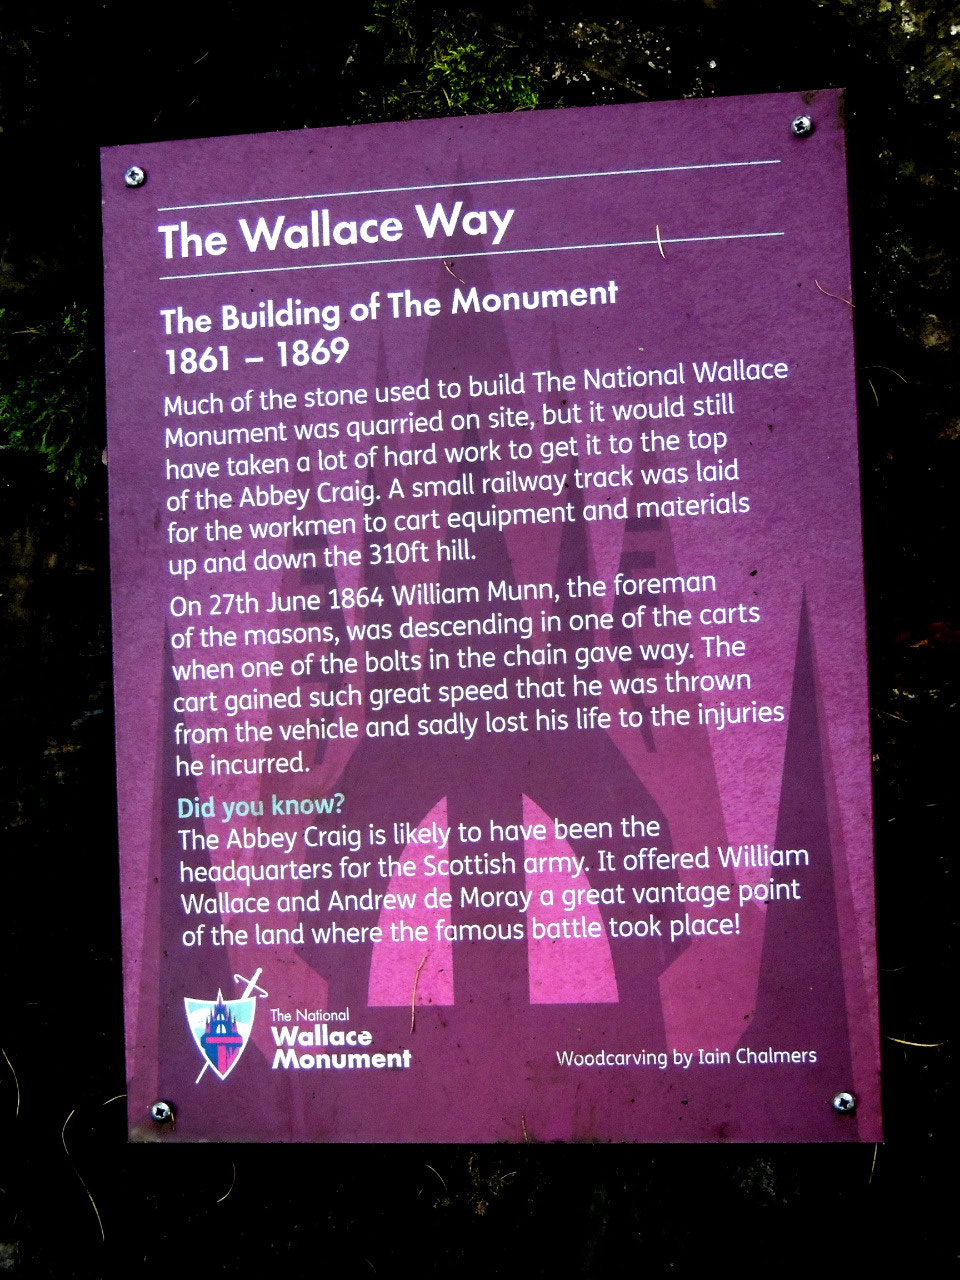 The Wallace Way
The Building of The Monument
1861 – 1869
Much of the stone used to build The National Wallace
Monument was quarried on site, but it would still
have taken a lot of hard work to get it to the top
of the Abbey Craig. A small railway track was laid
for the workmen to cart equipment and materials
up and down the 310ft hill.
On 27th June 1864 William Munn, the foreman
of the masons, was descending in one of the carts
when one of the bolts in the chain gave way. The
cart gained such great speed that he was thrown
from the vehicle and sadly lost his life to the injuries
he incurred.
Did you know?
The Abbey Craig is likely to have been the
headquarters for the Scottish army. It offered William
Wallace and Andrew de Moray a great vantage point
of the land where the famous battle took place!
The National
Wallace
Monument
Woodcarving by Iain Chalmers